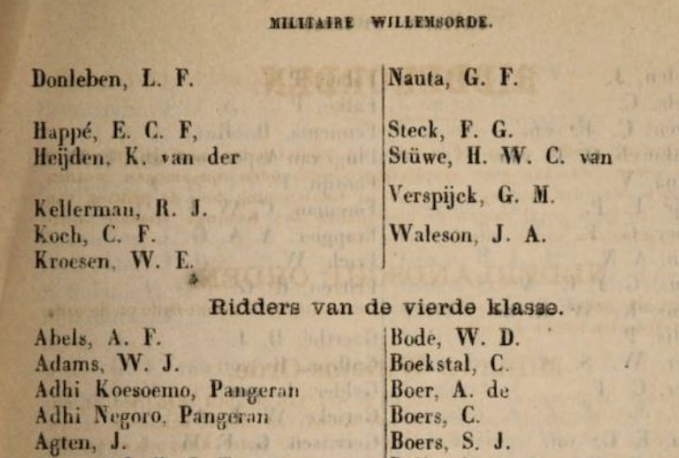 MILITAIRE WILLEMSORDE.
Donleben, L. F.
Happé, E. C. F,
Heijden, K. van der
Kellerman, R. J.
Koch, C. F.
Kroesen, W. E.
Nauta, G. F.
Steck, F. G.
Stüwe, H. W. C. van
Verspijck, G. M.
Waleson, J. A.
Ridders van de vierde klasse.
Abels, A. F.
Adams, W. J.
Adhi Koesoemo, Pangeran
Adhi Negoro, Pangeran
Agten, J.
Bode, W. D.
Boekstal, C.
Boer, A. de
Boers, C.
Boers, S. J.